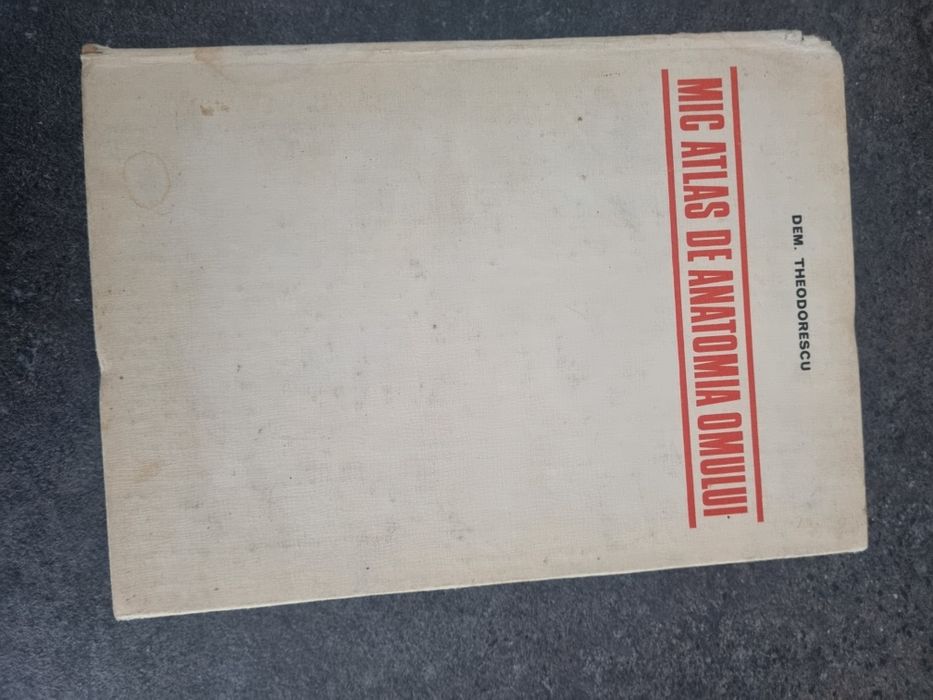 DEM. THEODORESCU
MIC ATLAS DE ANATOMIA OMULUI